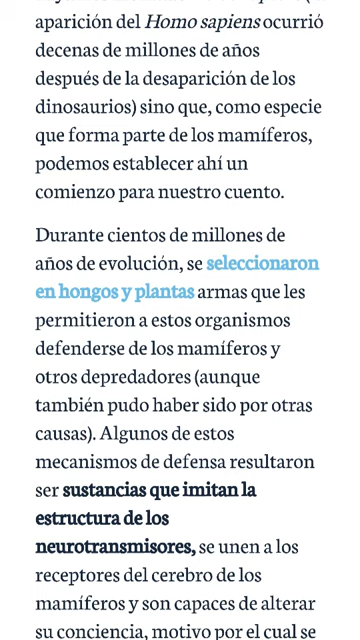 aparición del Homo sapiens ocurrió
decenas de millones de años
después de la desaparición de los
dinosaurios) sino que, como especie
que forma parte de los mamíferos,
podemos establecer ahí un
comienzo para nuestro cuento.
Durante cientos de millones de
años de evolución, se seleccionaron
en hongos y plantas armas que les
permitieron a estos organismos
defenderse de los mamíferos y
otros depredadores (aunque
también pudo haber sido por otras
causas). Algunos de estos
mecanismos de defensa resultaron
ser sustancias que imitan la
estructura de los
neurotransmisores, se unen a los
receptores del cerebro de los
mamíferos y son capaces de alterar
su conciencia, motivo por el cual se